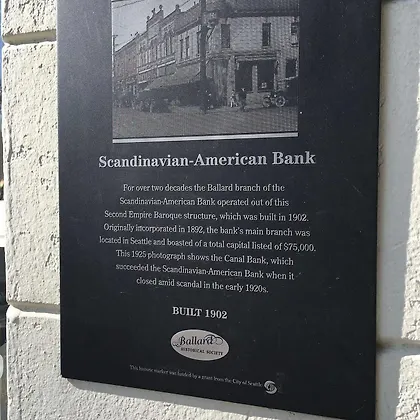 Scandinavian-American Bank
For over two decades the Ballard branch of the
Scandinavian-American Bank operated out of this
Second Empire Baroque structure, which was built in 1902.
Originally incorporated in 1892, the bank's main branch was
located in Seattle and boasted of a total capital listed of $75,000.
This 1925 photograph shows the Canal Bank, which
succeeded the Scandinavian-American Bank when it
closed amid scandal in the early 1920s.
BUILT 1902
Ballard
HISTORICAL SOCIETY
This historic marker was funded by a grant from the City of Seattle